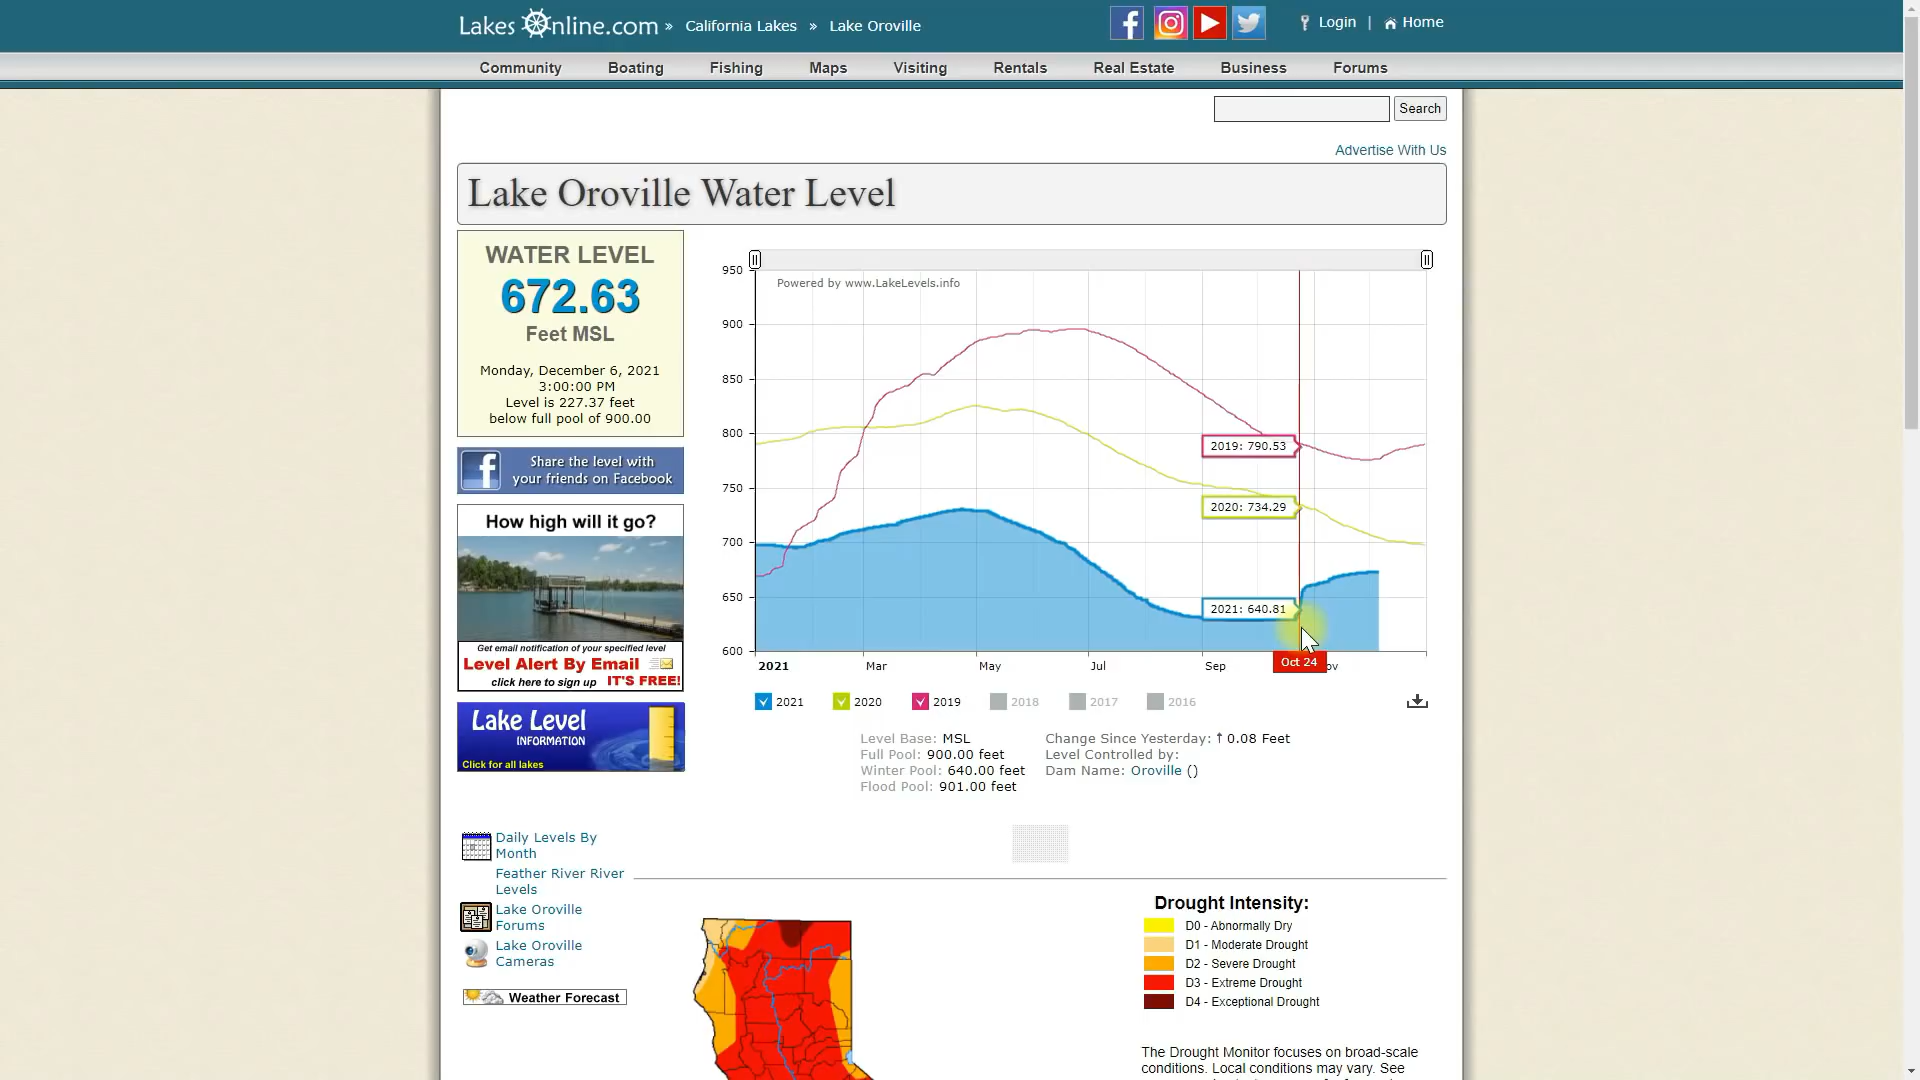 Lakes Online.com » California Lakes » Lake Oroville
Login | Home
Community Boating Fishing Maps Visiting Rentals Real Estate Business Forums
Search
Advertise With Us
Lake Oroville Water Level
WATER LEVEL
672.63
Feet MSL
Monday, December 6, 2021
3:00:00 PM
Level is 227.37 feet
below full pool of 900.00
Share the level with
your friends on Facebook
How high will it go?
Get email notification of your specified level
Level Alert By Email
click here to sign up IT'S FREE!
Lake Level
INFORMATION
Click for all lakes
950
Powered by www.LakeLevels.info
900
850
800
2019: 790.53
750
2020: 734.29
700
650
2021: 640.81
600
2021 Mar May Jul Sep Oct 24 ov
2021 2020 2019 2018 2017 2016
Level Base: MSL
Full Pool: 900.00 feet
Winter Pool: 640.00 feet
Flood Pool: 901.00 feet
Change Since Yesterday: ↑ 0.08 Feet
Level Controlled by:
Dam Name: Oroville ()
Daily Levels By
Month
Feather River River
Levels
Lake Oroville
Forums
Lake Oroville
Cameras
Weather Forecast
Drought Intensity:
D0 - Abnormally Dry
D1 - Moderate Drought
D2 - Severe Drought
D3 - Extreme Drought
D4 - Exceptional Drought
The Drought Monitor focuses on broad-scale
conditions. Local conditions may vary. See